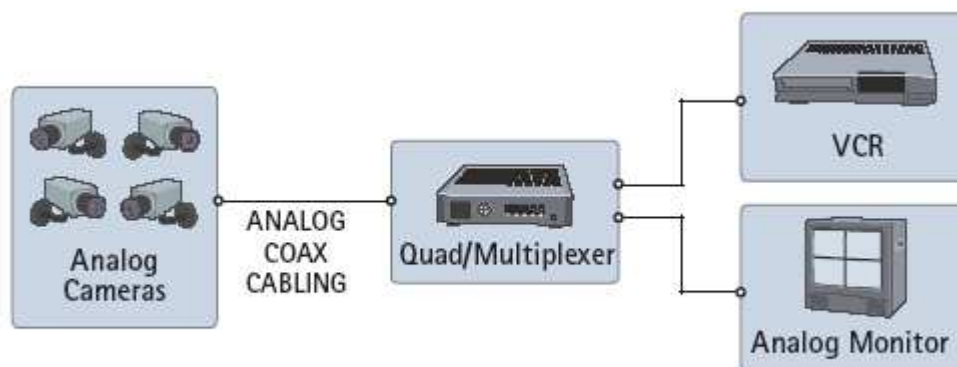 Analog
Cameras
ANALOG
COAX
CABLING
Quad/Multiplexer
VCR
Analog Monitor